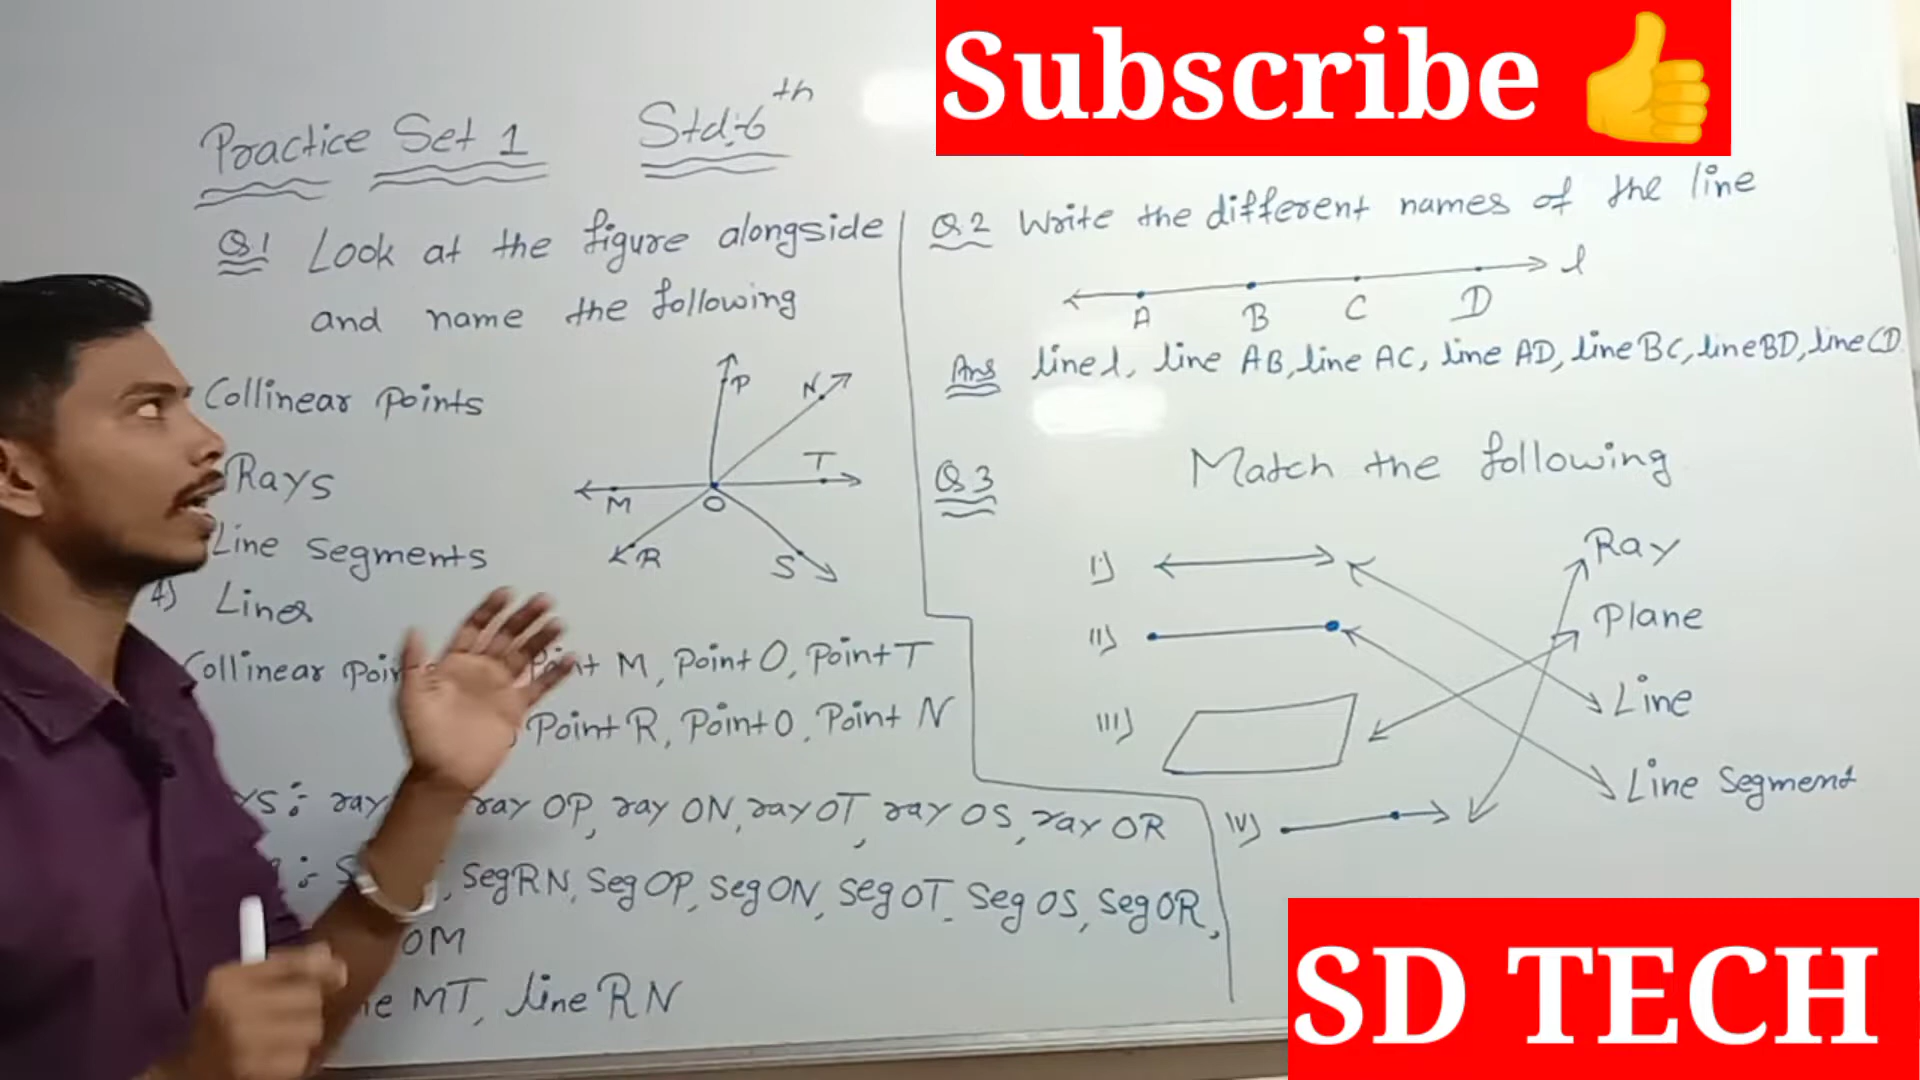 Subscribe
Practice Set 1 Std:6th
Q1 Look at the figure alongside
and name the following
Collinear points
Rays
Line segments
4) Lines
P
N
T
M
O
R
S
Collinear Point M, Point O, Point T
Point R, Point O, Point N
ray ray OP, ray ON, ray OT, ray OS, ray OR
Seg RN, Seg OP, Seg ON, Seg OT, Seg OS, Seg OR,
OM
MT, line RN
Q2 Write the different names of the line
l
A B C D
Ans line l, line AB, line AC, line AD, line BC, line BD, line CD
Q3 Match the following
I) Ray
II) Plane
III) Line
IV) Line Segment
SD TECH